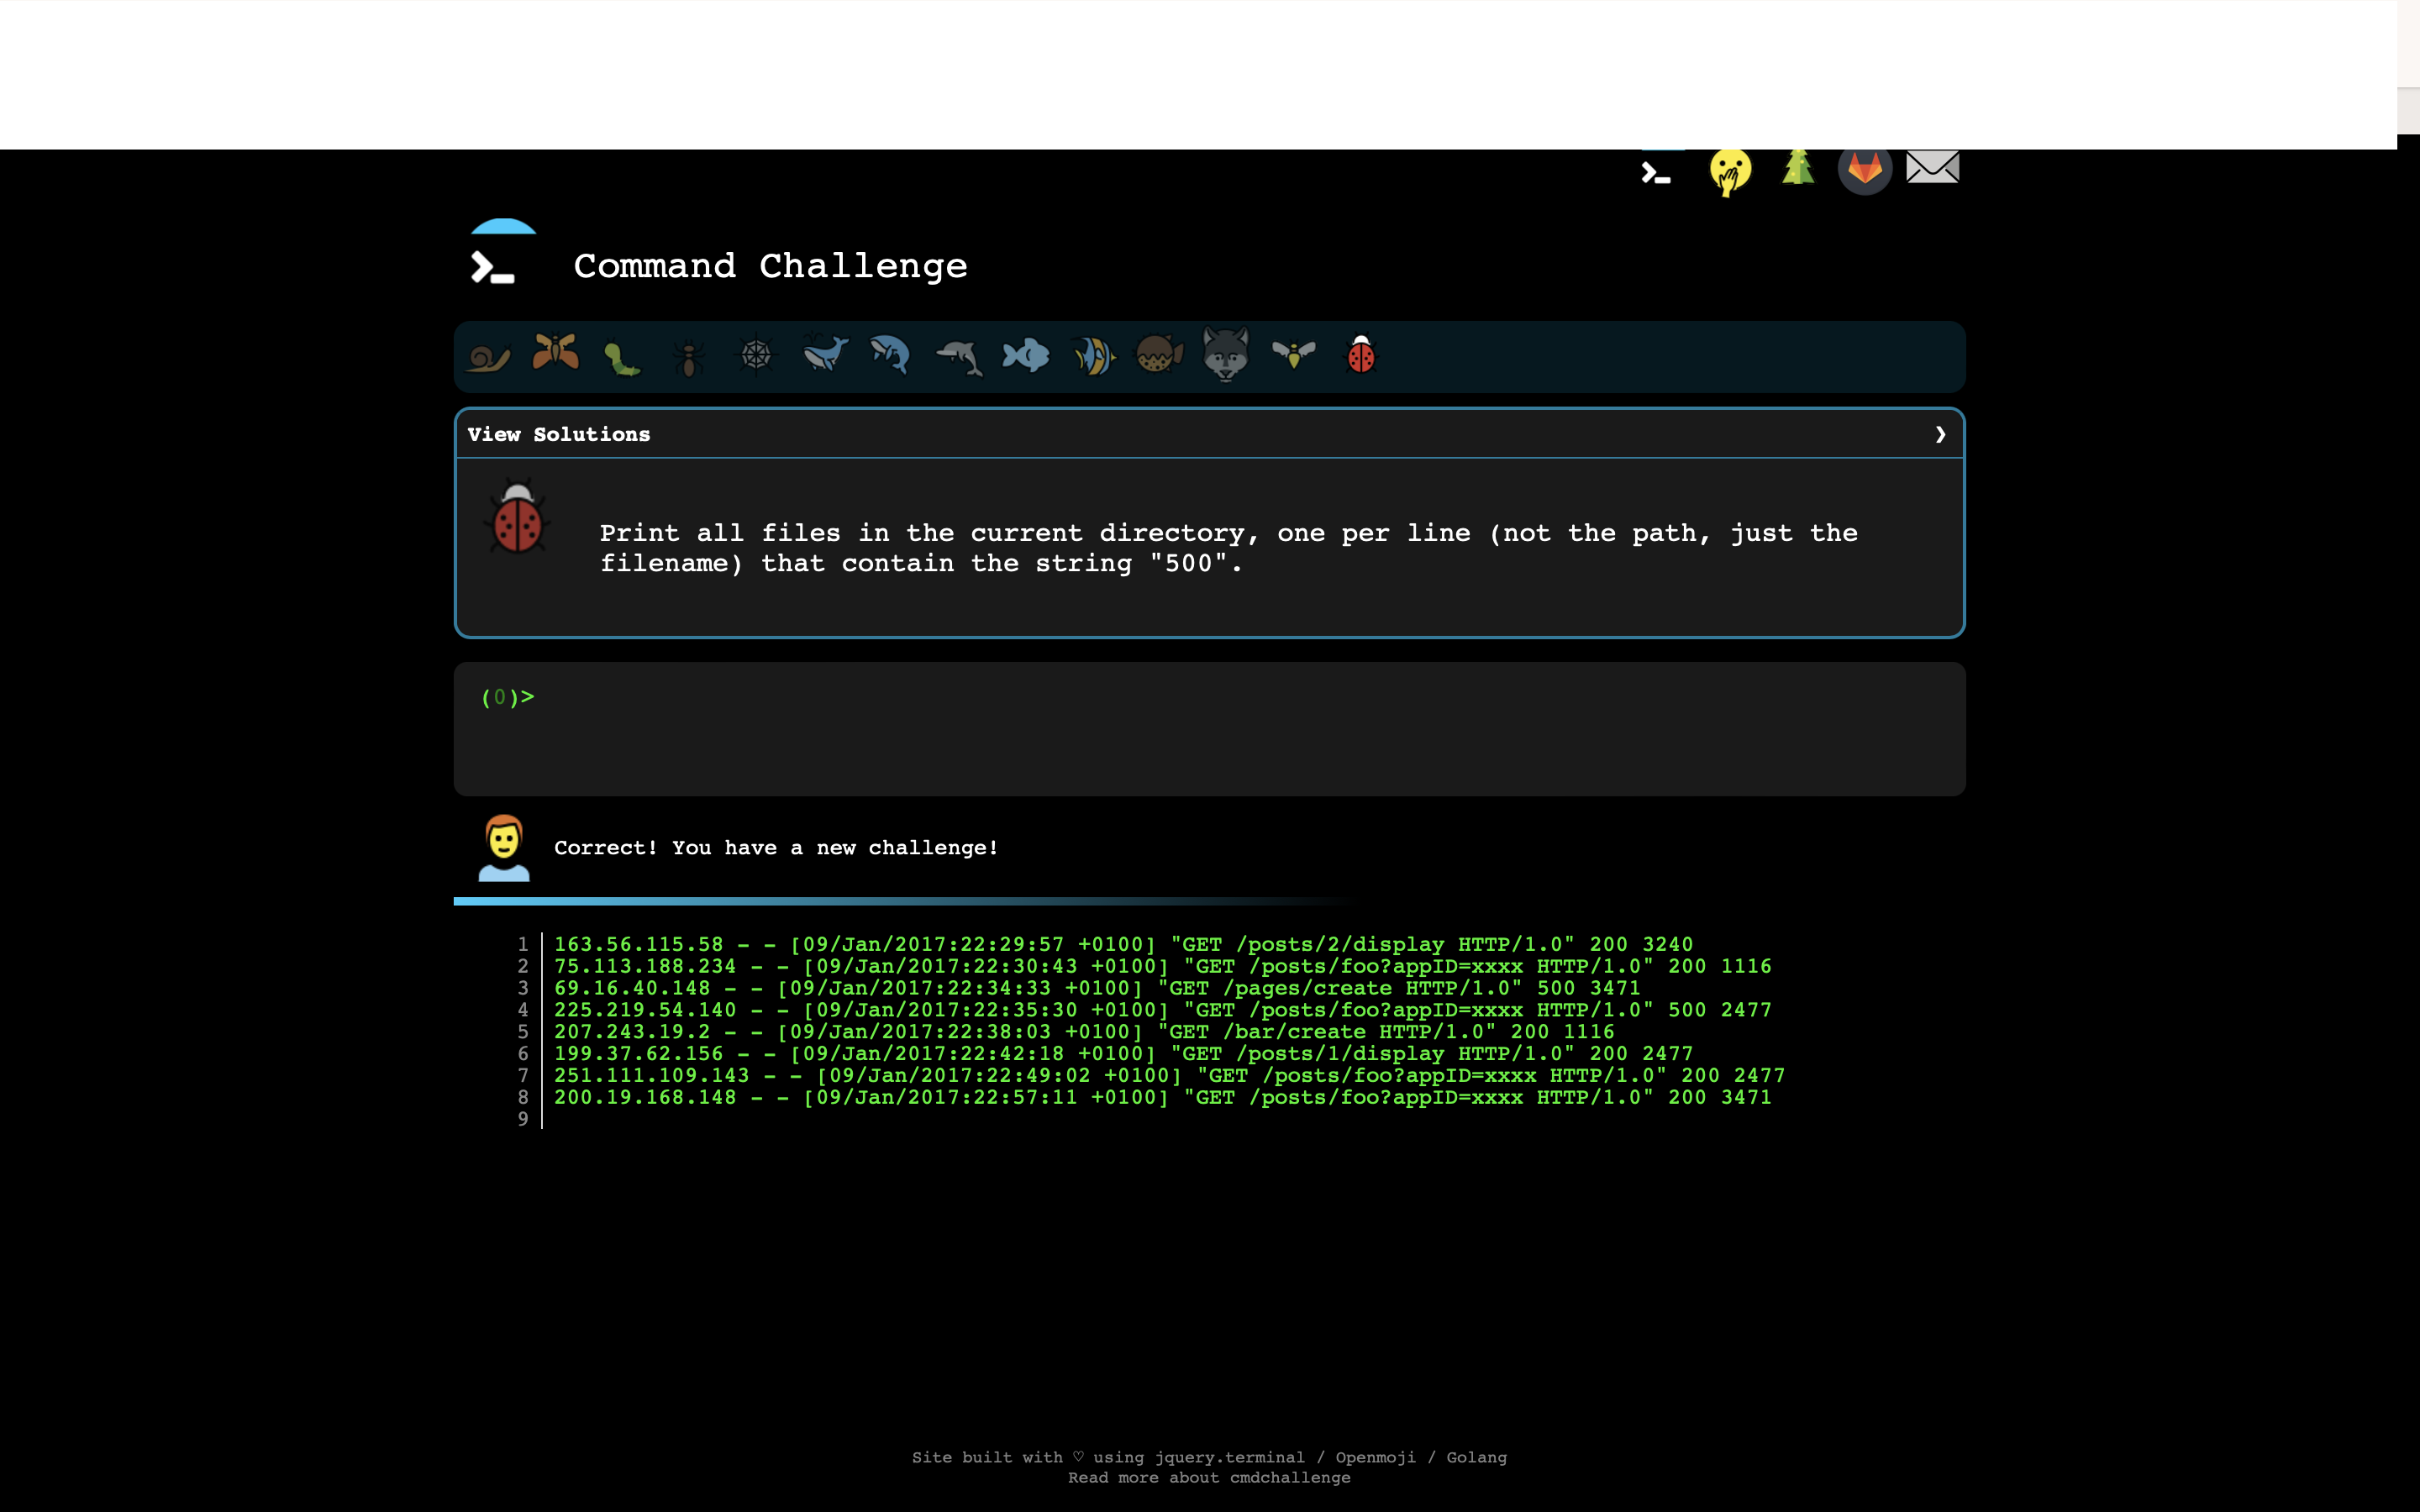 Command Challenge
View Solutions ❯
Print all files in the current directory, one per line (not the path, just the
filename) that contain the string "500".
(0)>
Correct! You have a new challenge!
1 163.56.115.58 - - [09/Jan/2017:22:29:57 +0100] "GET /posts/2/display HTTP/1.0" 200 3240
2 75.113.188.234 - - [09/Jan/2017:22:30:43 +0100] "GET /posts/foo?appID=xxxx HTTP/1.0" 200 1116
3 69.16.40.148 - - [09/Jan/2017:22:34:33 +0100] "GET /pages/create HTTP/1.0" 500 3471
4 225.219.54.140 - - [09/Jan/2017:22:35:30 +0100] "GET /posts/foo?appID=xxxx HTTP/1.0" 500 2477
5 207.243.19.2 - - [09/Jan/2017:22:38:03 +0100] "GET /bar/create HTTP/1.0" 200 1116
6 199.37.62.156 - - [09/Jan/2017:22:42:18 +0100] "GET /posts/1/display HTTP/1.0" 200 2477
7 251.111.109.143 - - [09/Jan/2017:22:49:02 +0100] "GET /posts/foo?appID=xxxx HTTP/1.0" 200 2477
8 200.19.168.148 - - [09/Jan/2017:22:57:11 +0100] "GET /posts/foo?appID=xxxx HTTP/1.0" 200 3471
9
Site built with ♡ using jquery.terminal / Openmoji / Golang
Read more about cmdchallenge